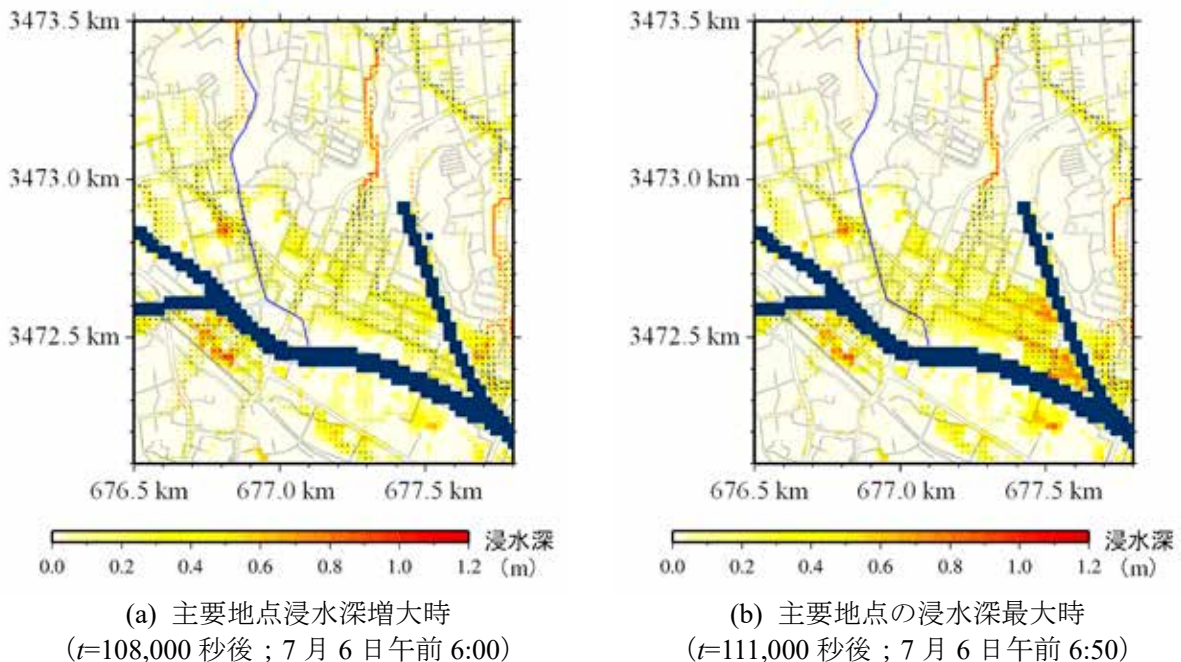 3473.5 km
3473.0 km
3472.5 km
676.5 km 677.0 km 677.5 km
0.0 0.2 0.4 0.6 0.8 1.0 1.2
浸水深
(m)
(a) 主要地点浸水深増大時
（t=108,000 秒後；7 月 6 日午前 6:00）
3473.5 km
3473.0 km
3472.5 km
676.5 km 677.0 km 677.5 km
0.0 0.2 0.4 0.6 0.8 1.0 1.2
浸水深
(m)
(b) 主要地点の浸水深最大時
（t=111,000 秒後；7 月 6 日午前 6:50）